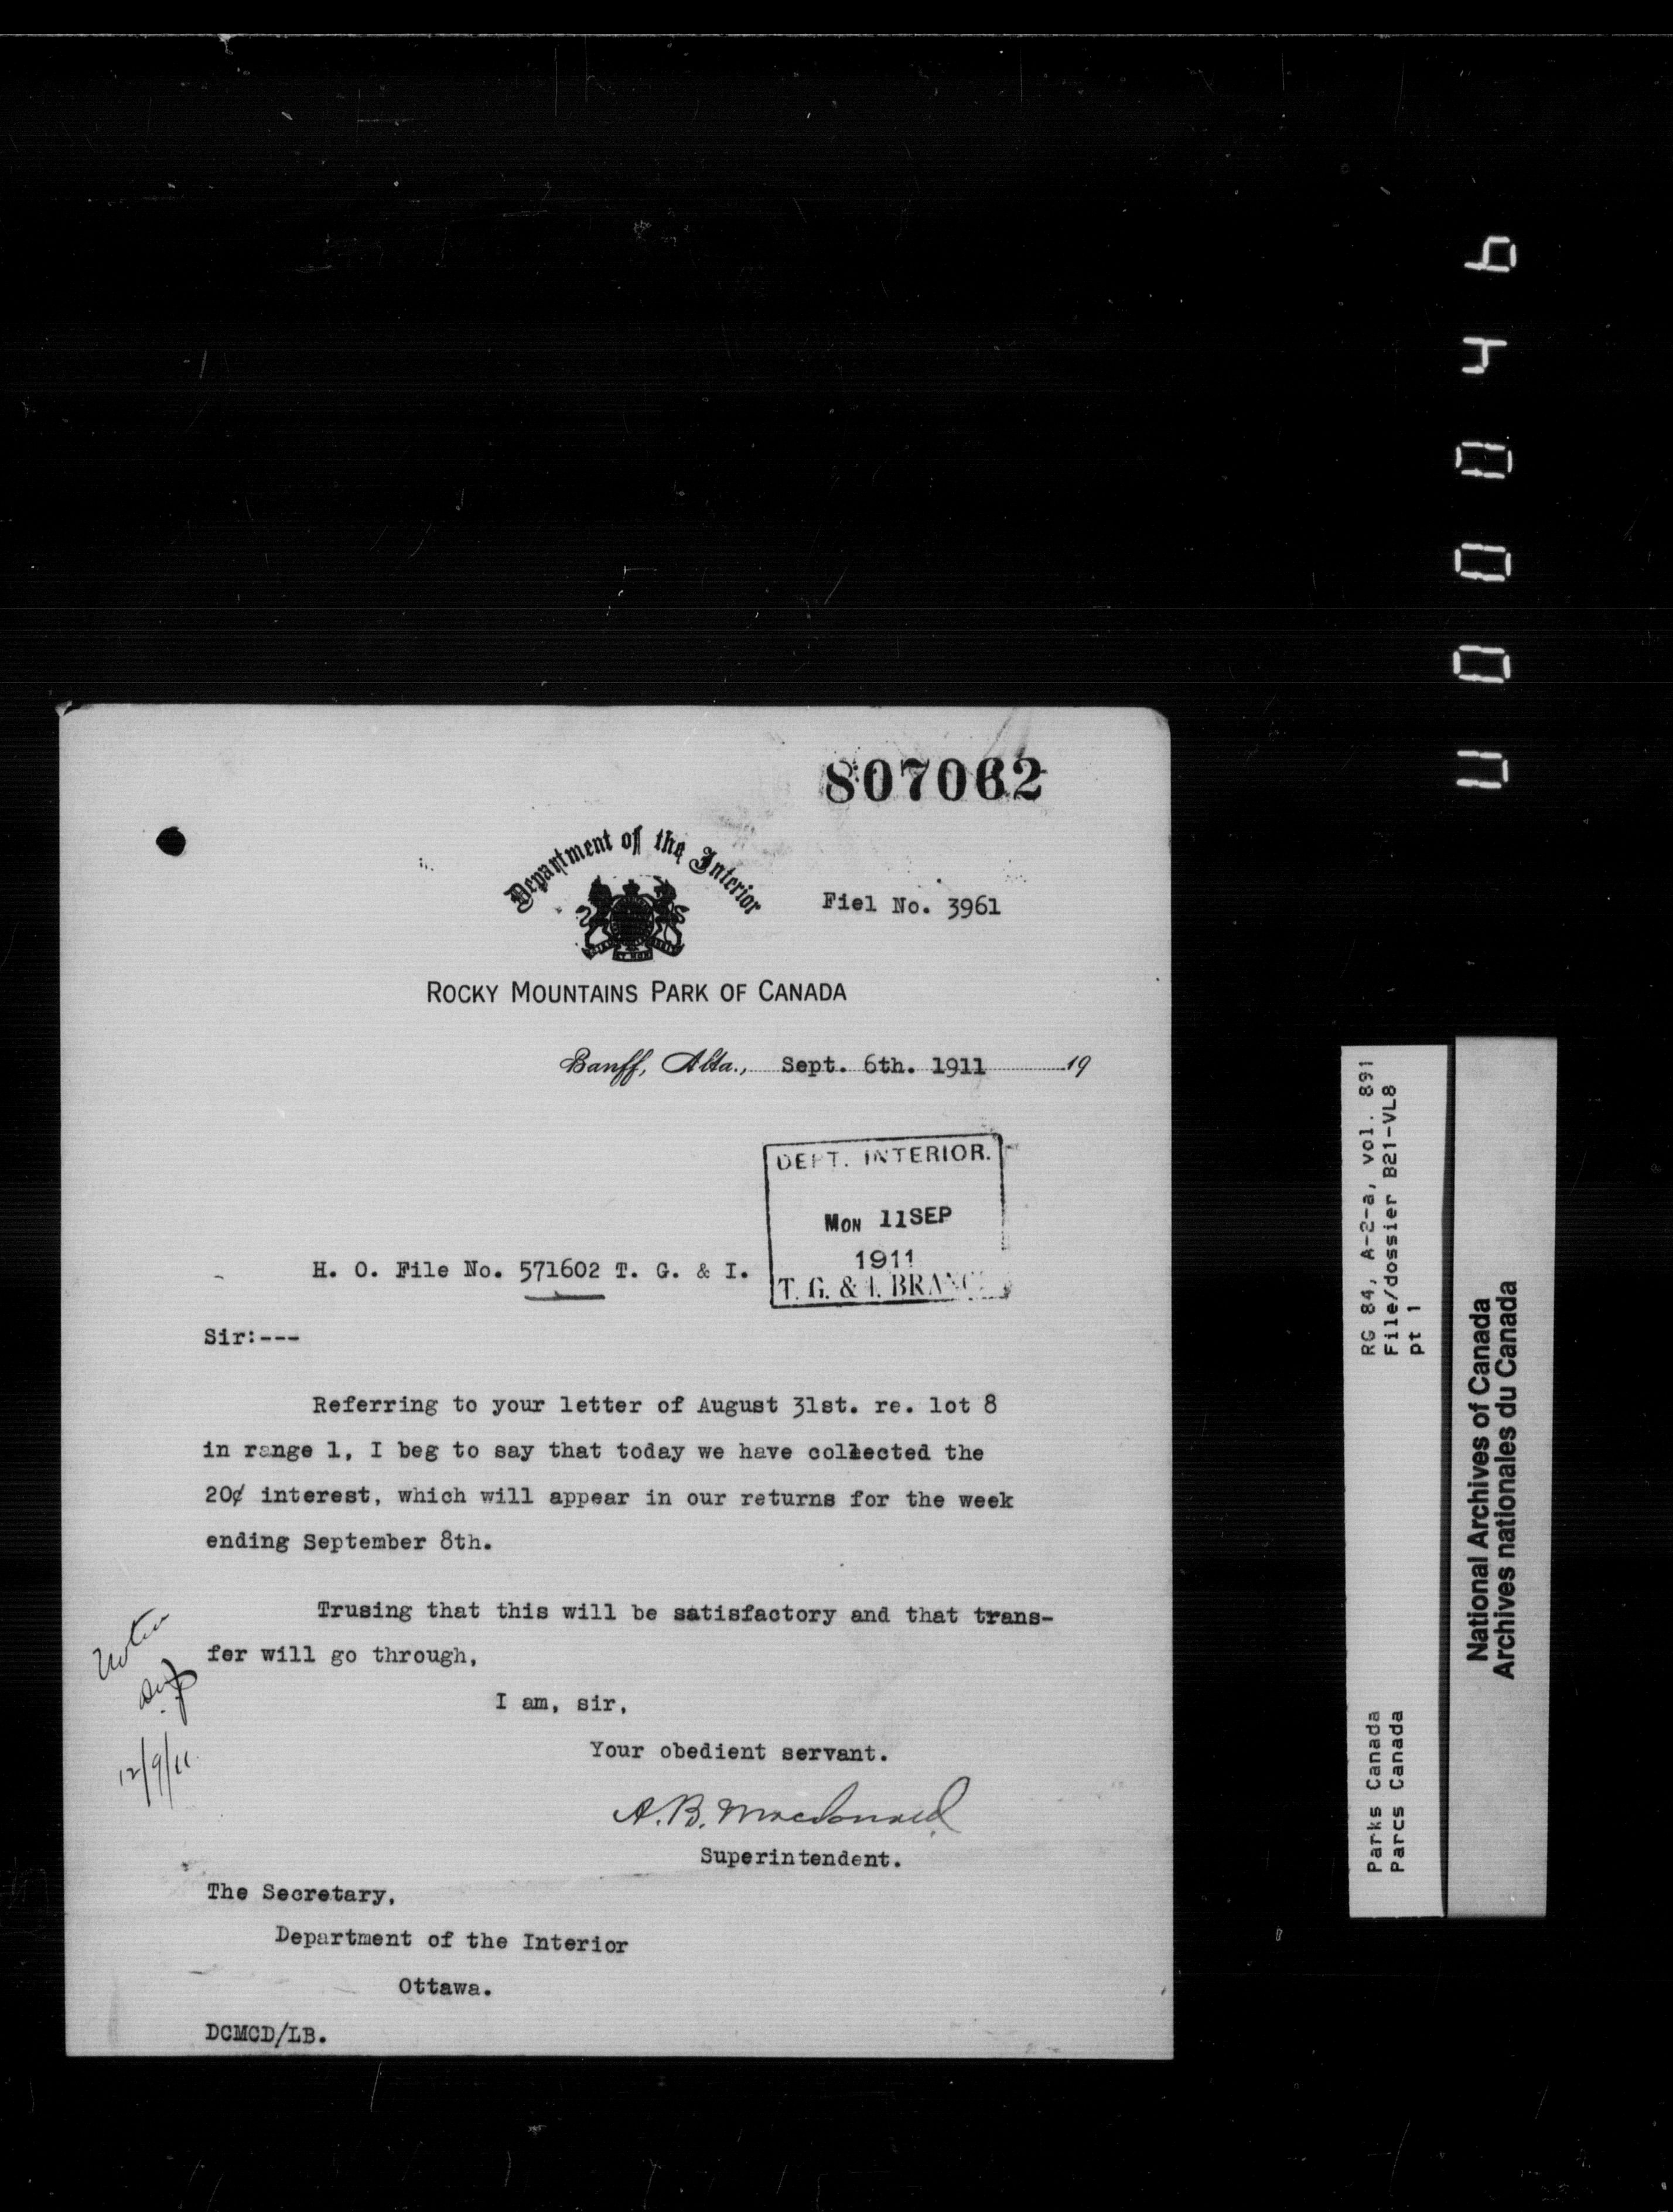 807062
Department of the Interior
Fiel No. 3961
ROCKY MOUNTAINS PARK OF CANADA
Banff, Alta., Sept. 6th. 1911 19
DEPT. INTERIOR.
MON 11 SEP
1911
T. G. & I. BRANCH
H. O. File No. 571602 T. G. & I.
Sir:---
Referring to your letter of August 31st. re. lot 8
in range 1, I beg to say that today we have collected the
20¢ interest, which will appear in our returns for the week
ending September 8th.
Trusing that this will be satisfactory and that trans-
fer will go through,
I am, sir,
Your obedient servant.
A. B. Macdonald
Superintendent.
The Secretary,
Department of the Interior
Ottawa.
DCMCD/LB.
12/9/11
RG 84, A-2-a, vol. 891
File/dossier B21-VL8
pt 1
Parks Canada
Parcs Canada
National Archives of Canada
Archives nationales du Canada